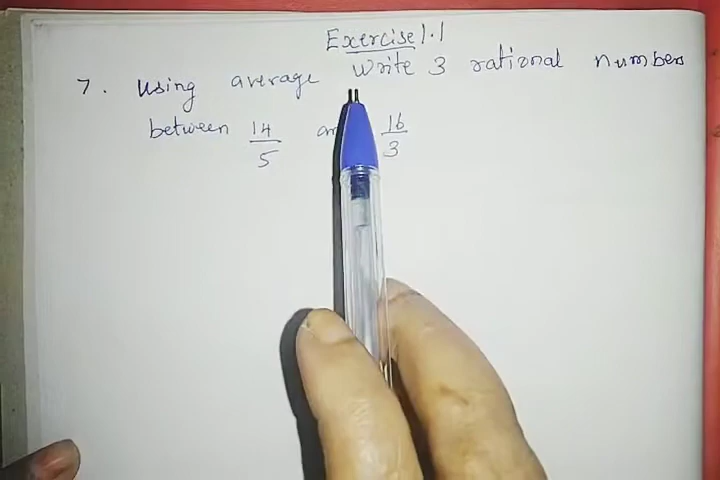 Exercise 1.1
7. Using average write 3 rational numbers
between 14/5 16/3